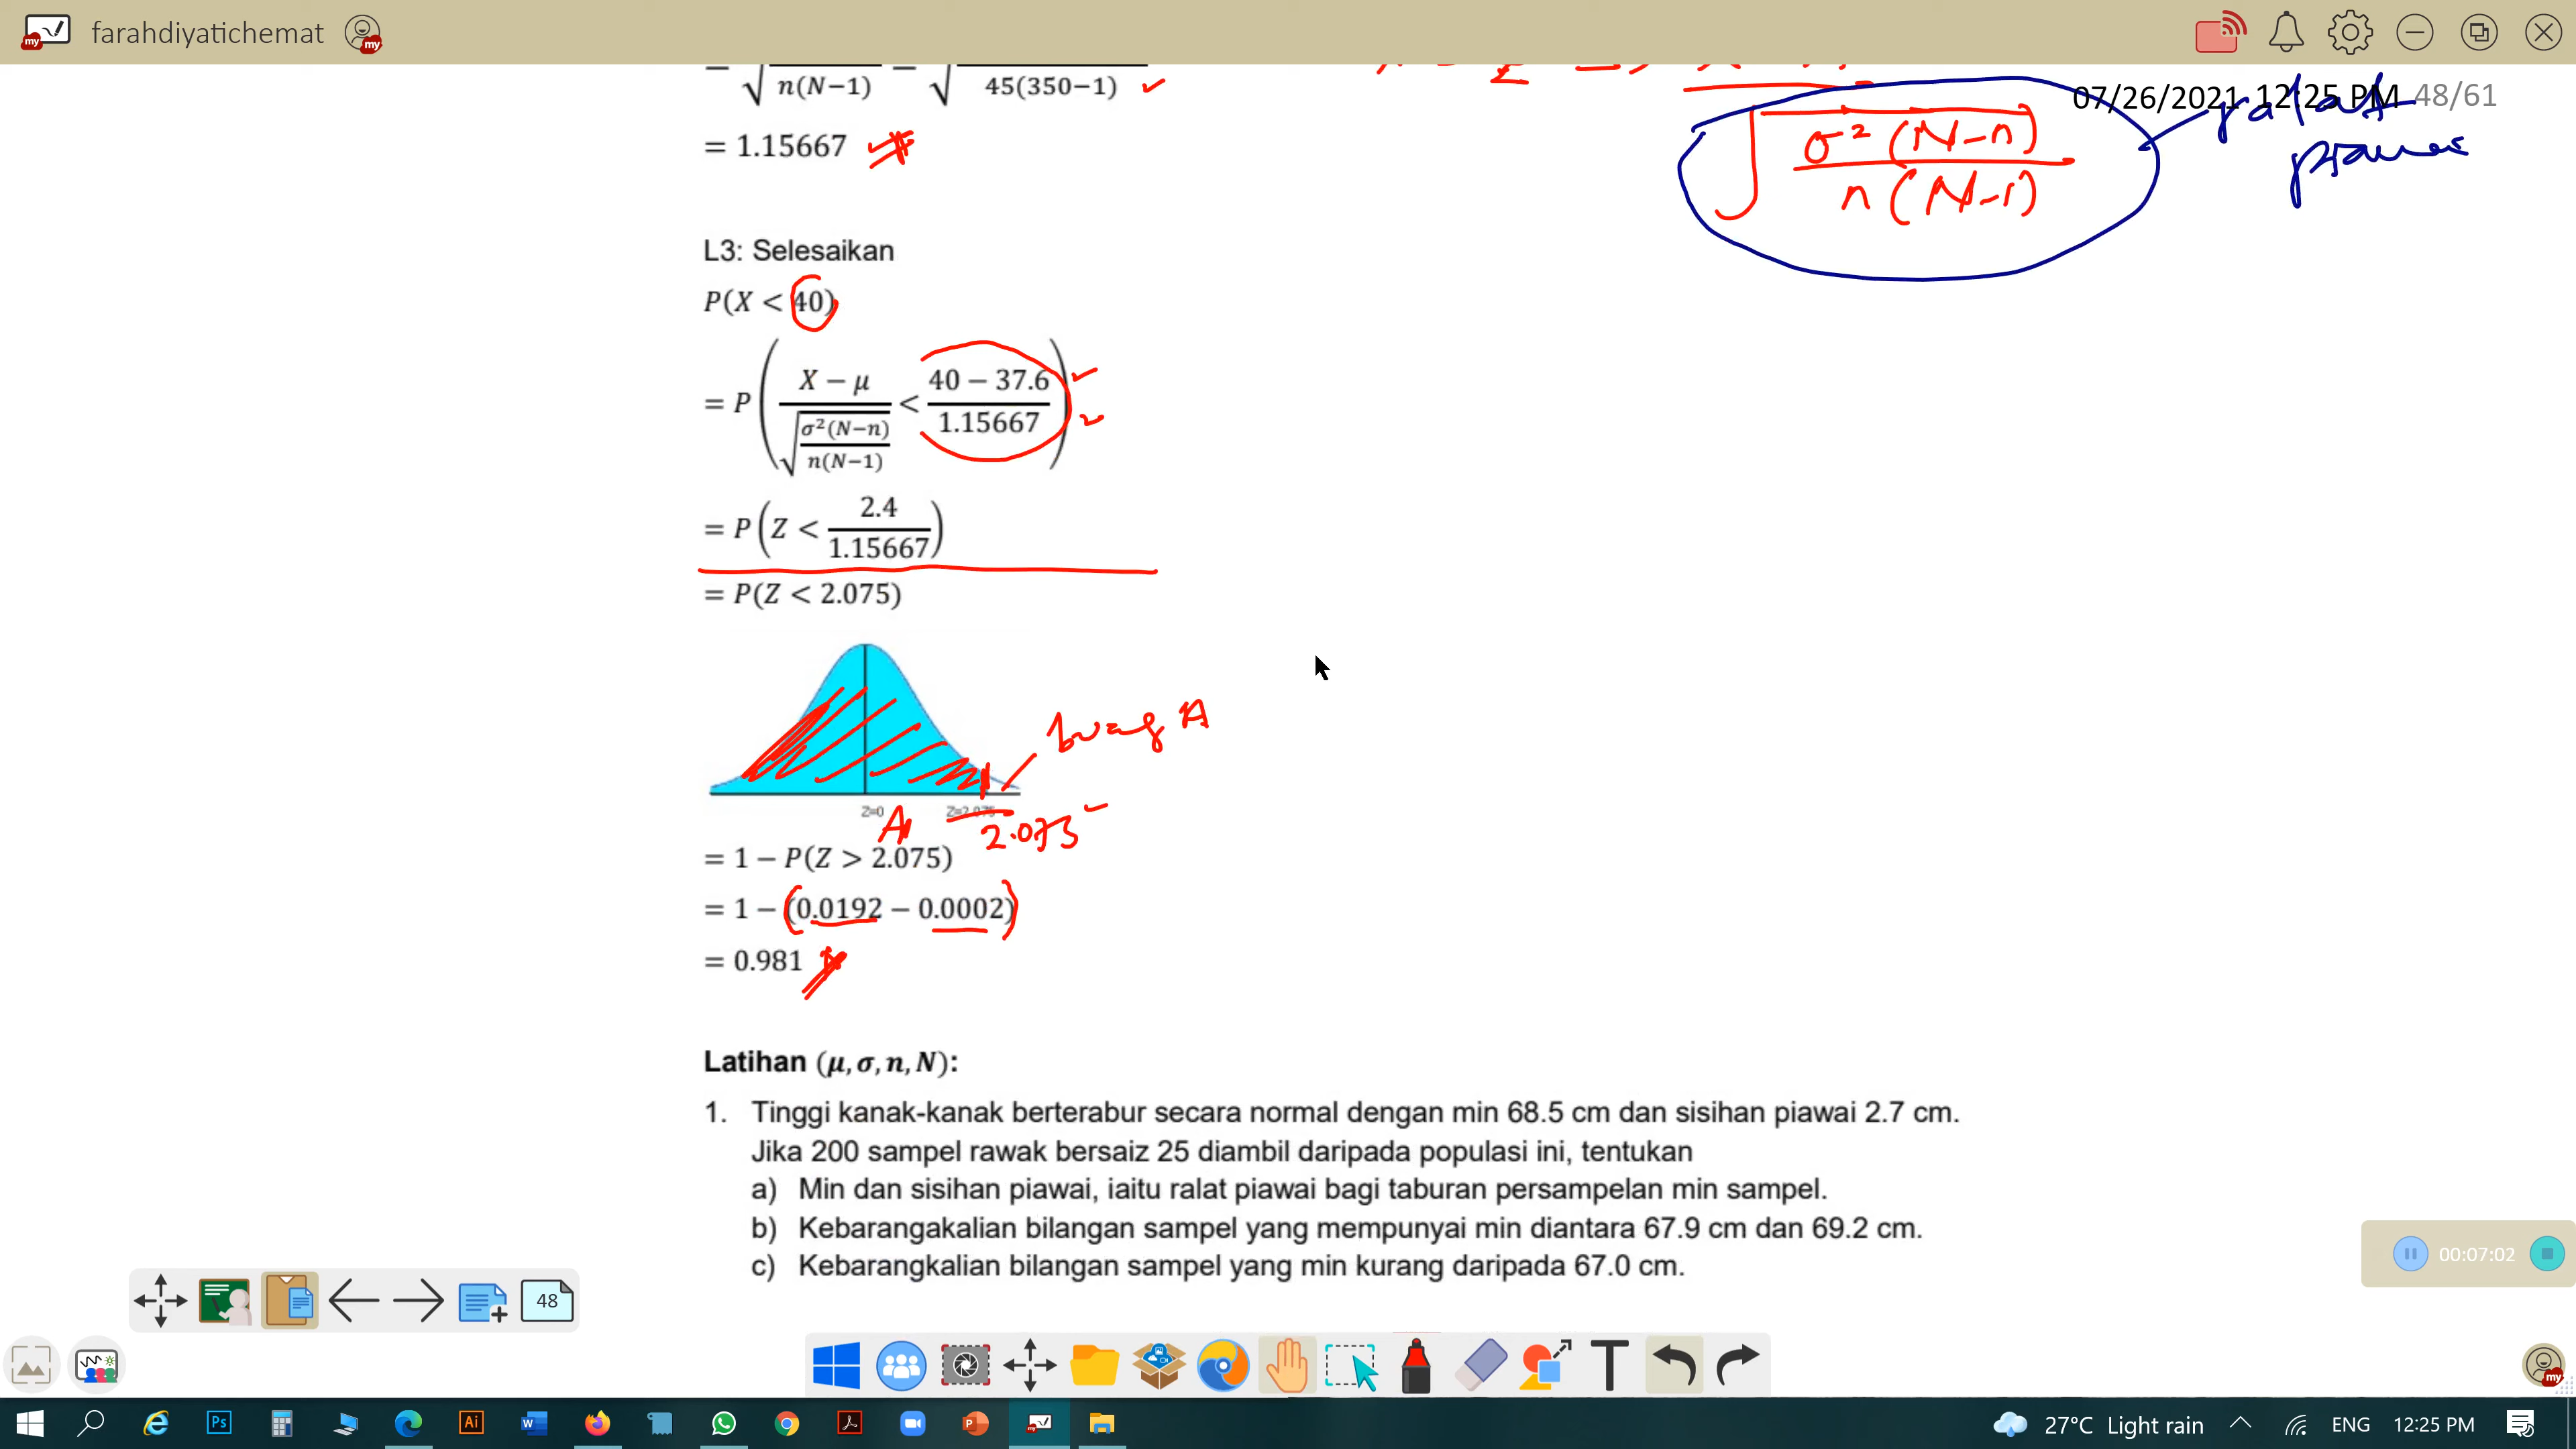 farahdiyatichemat
07/26/2021 12:25 PM 48/61
n(N−1) 45(350−1)
= 1.15667
σ² (N−n)
n (N−1)
ralat
piawai
L3: Selesaikan
P(X < 40)
= P( (X − μ) / √(σ²(N−n) / n(N−1)) < (40 − 37.6) / 1.15667 )
= P( Z < 2.4 / 1.15667 )
= P(Z < 2.075)
buang A
Z=0 Z=2.075
A 2.075
= 1 − P(Z > 2.075)
= 1 − (0.0192 − 0.0002)
= 0.981
Latihan (μ, σ, n, N):
1. Tinggi kanak-kanak berterabur secara normal dengan min 68.5 cm dan sisihan piawai 2.7 cm.
Jika 200 sampel rawak bersaiz 25 diambil daripada populasi ini, tentukan
a) Min dan sisihan piawai, iaitu ralat piawai bagi taburan persampelan min sampel.
b) Kebarangakalian bilangan sampel yang mempunyai min diantara 67.9 cm dan 69.2 cm.
c) Kebarangkalian bilangan sampel yang min kurang daripada 67.0 cm.
00:07:02
48
27°C Light rain ENG 12:25 PM